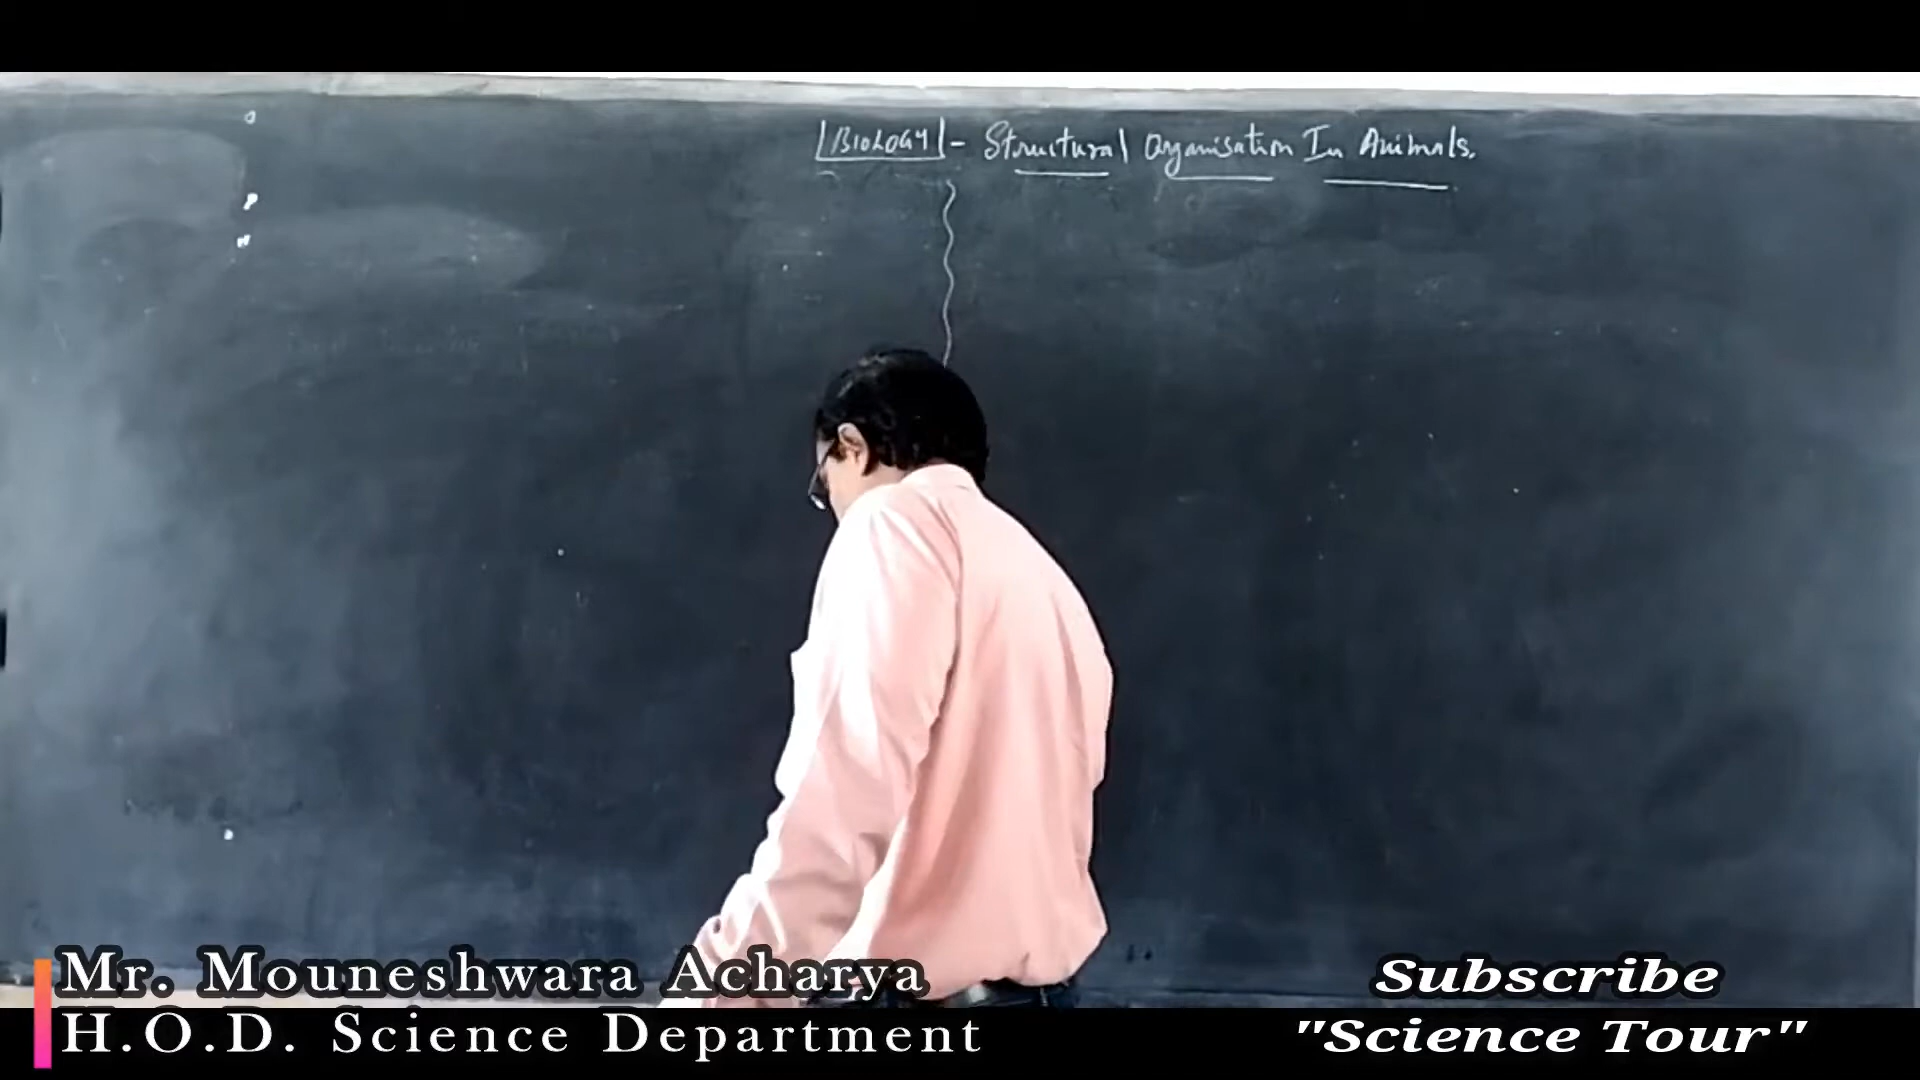 BIOLOGY - Structural Organisation In Animals.
Mr. Mouneshwara Acharya
H.O.D. Science Department
Subscribe
"Science Tour"